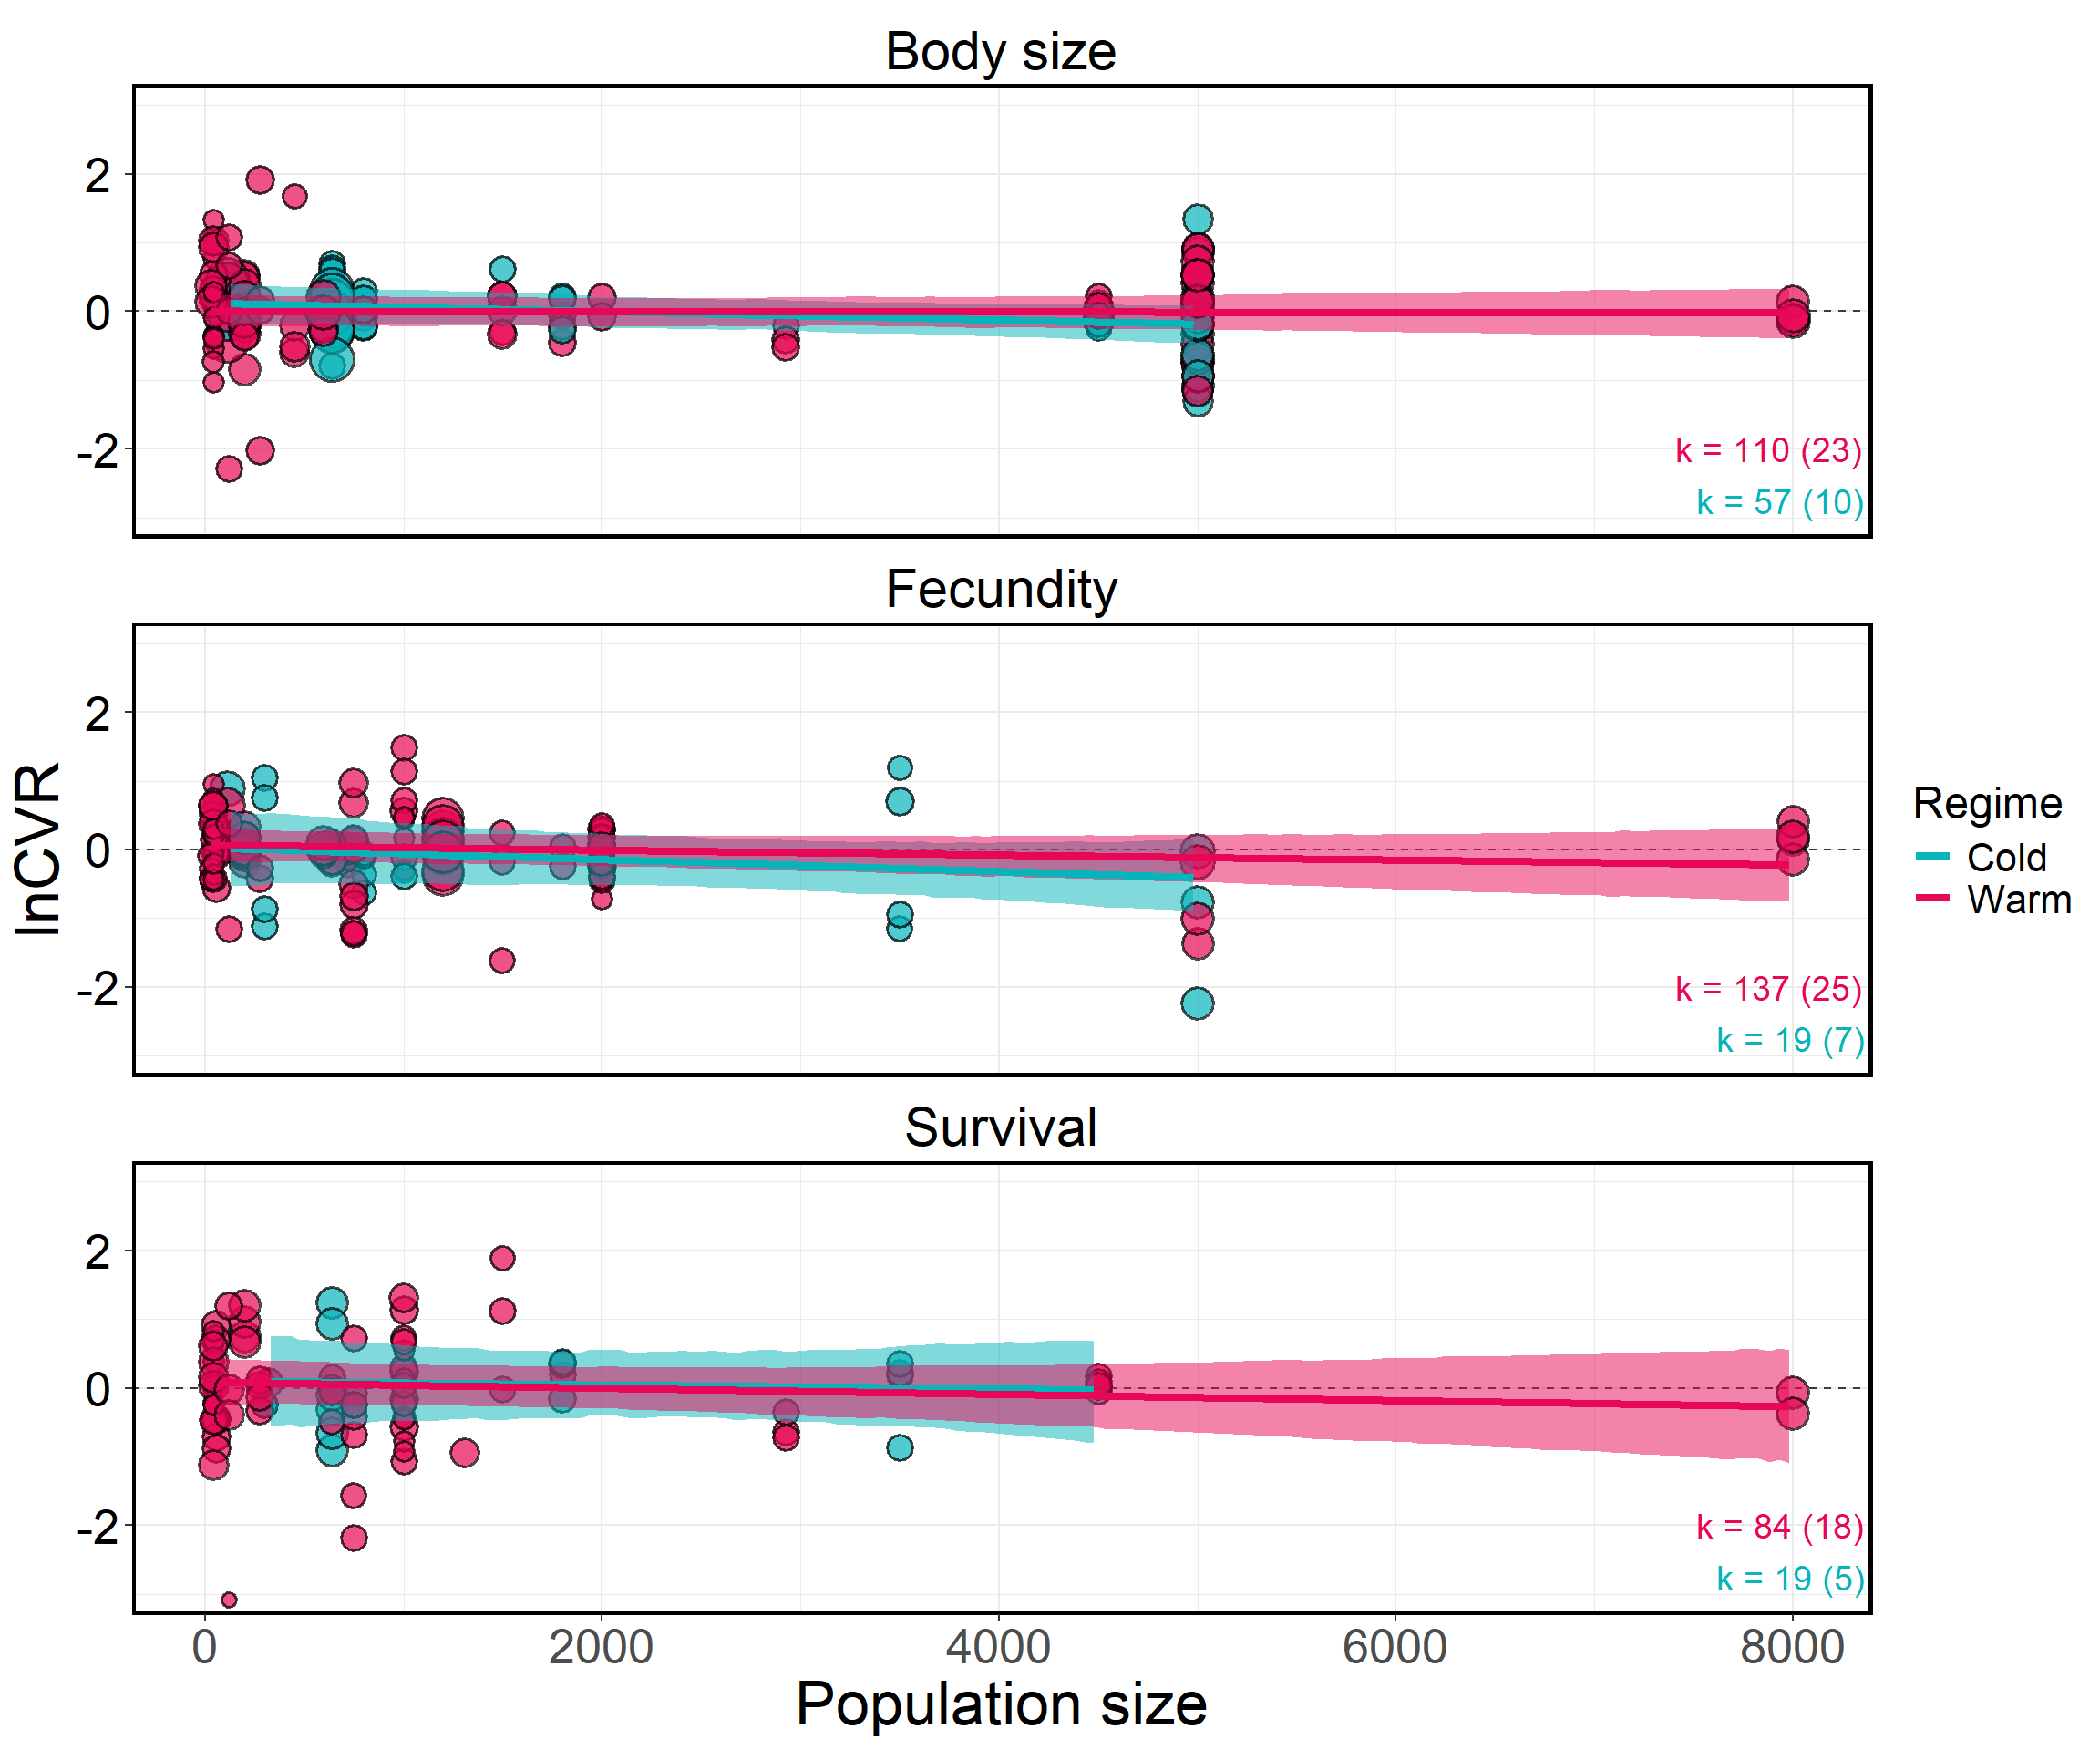 Body size
2
0
-2
k = 110 (23)
k = 57 (10)
Fecundity
2
0
-2
k = 137 (25)
k = 19 (7)
Survival
2
0
-2
k = 84 (18)
k = 19 (5)
0 2000 4000 6000 8000
Population size
lnCVR
Regime
Cold
Warm